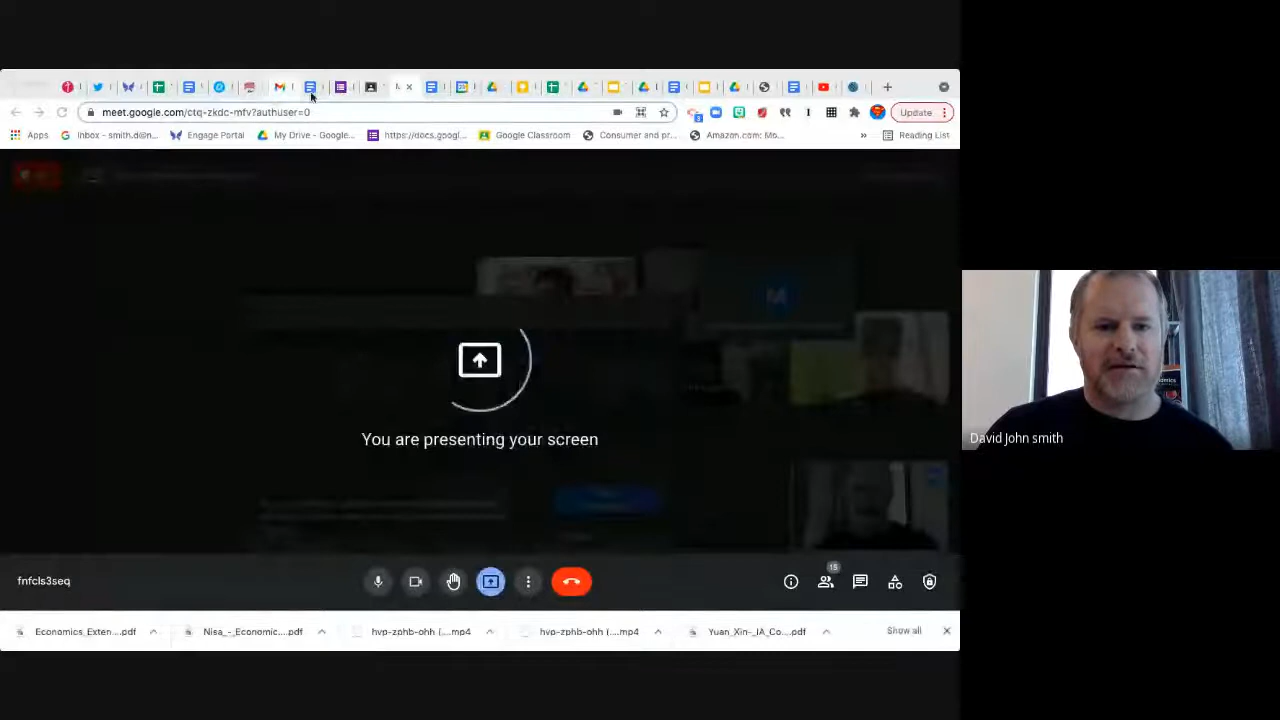 meet.google.com/ctq-zkdc-mfv?authuser=0
Update
Apps
Inbox - smith.d@n...
Engage Portal
My Drive - Google...
https://docs.googl...
Google Classroom
Consumer and pr...
Amazon.com: Mo...
»
Reading List
M
You are presenting your screen
David John smith
fnfcls3seq
15
Economics_Exten....pdf
Nisa_-_Economic....pdf
hvp-zphb-ohh (....mp4
hvp-zphb-ohh (....mp4
Yuan_Xin-_IA_Co...pdf
Show all